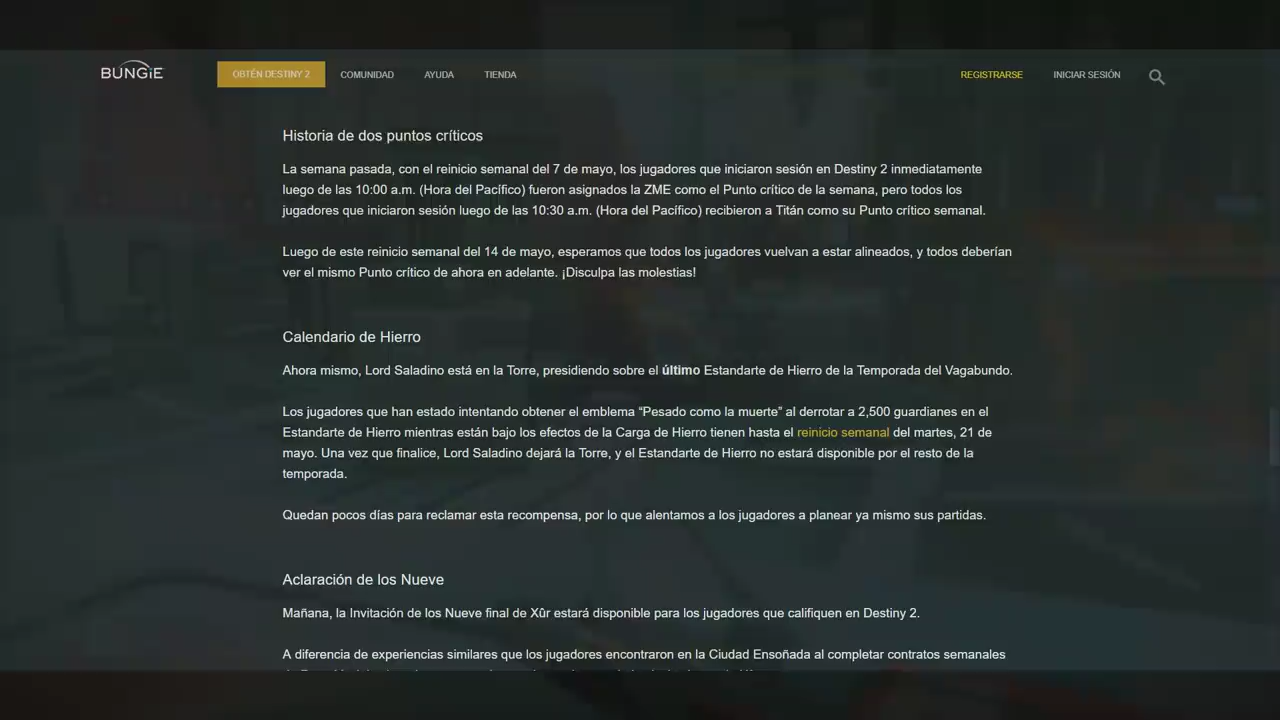 BUNGiE
OBTÉN DESTINY 2
COMUNIDAD
AYUDA
TIENDA
REGISTRARSE
INICIAR SESIÓN
Historia de dos puntos críticos
La semana pasada, con el reinicio semanal del 7 de mayo, los jugadores que iniciaron sesión en Destiny 2 inmediatamente
luego de las 10:00 a.m. (Hora del Pacífico) fueron asignados la ZME como el Punto crítico de la semana, pero todos los
jugadores que iniciaron sesión luego de las 10:30 a.m. (Hora del Pacífico) recibieron a Titán como su Punto crítico semanal.
Luego de este reinicio semanal del 14 de mayo, esperamos que todos los jugadores vuelvan a estar alineados, y todos deberían
ver el mismo Punto crítico de ahora en adelante. ¡Disculpa las molestias!
Calendario de Hierro
Ahora mismo, Lord Saladino está en la Torre, presidiendo sobre el último Estandarte de Hierro de la Temporada del Vagabundo.
Los jugadores que han estado intentando obtener el emblema “Pesado como la muerte” al derrotar a 2,500 guardianes en el
Estandarte de Hierro mientras están bajo los efectos de la Carga de Hierro tienen hasta el reinicio semanal del martes, 21 de
mayo. Una vez que finalice, Lord Saladino dejará la Torre, y el Estandarte de Hierro no estará disponible por el resto de la
temporada.
Quedan pocos días para reclamar esta recompensa, por lo que alentamos a los jugadores a planear ya mismo sus partidas.
Aclaración de los Nueve
Mañana, la Invitación de los Nueve final de Xûr estará disponible para los jugadores que califiquen en Destiny 2.
A diferencia de experiencias similares que los jugadores encontraron en la Ciudad Ensoñada al completar contratos semanales